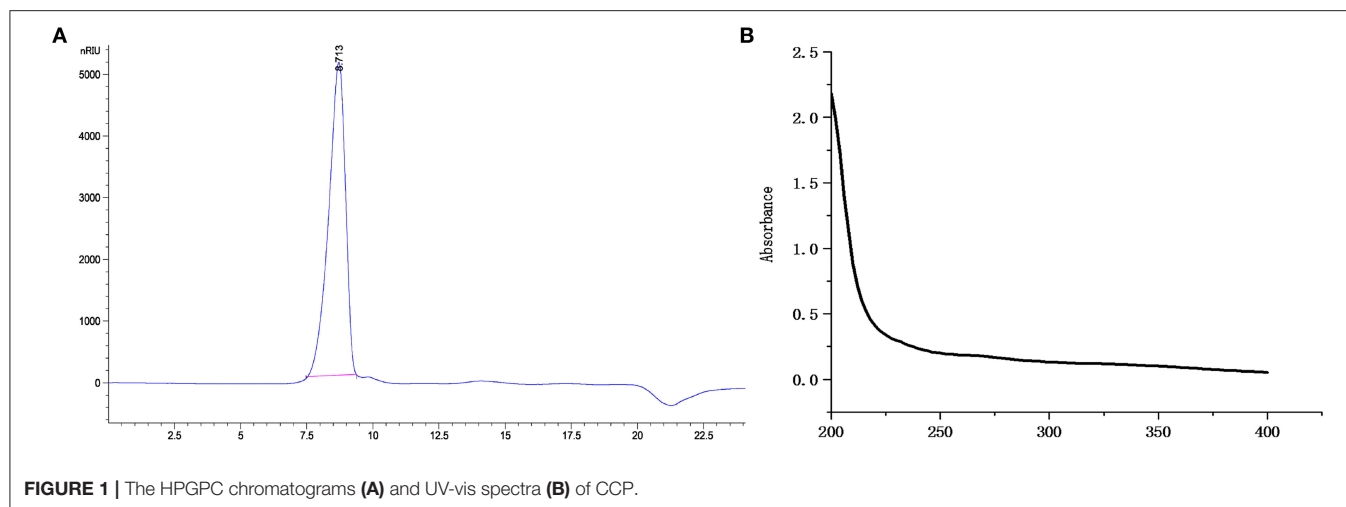 A
nRIU
8.713
5000
4000
3000
2000
1000
0
2.5 5 7.5 10 12.5 15 17.5 20 22.5
B
Absorbance
2.5
2.0
1.5
1.0
0.5
0.0
200 250 300 350 400
FIGURE 1 | The HPGPC chromatograms (A) and UV-vis spectra (B) of CCP.